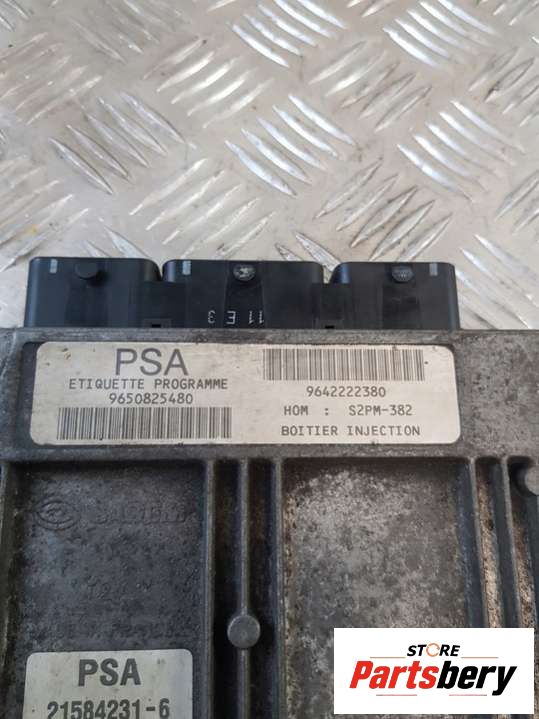 11 E 3
PSA
ETIQUETTE PROGRAMME
9650825480
9642222380
HOM : S2PM-382
BOITIER INJECTION
PSA
21584231-6
STORE
Partsbery